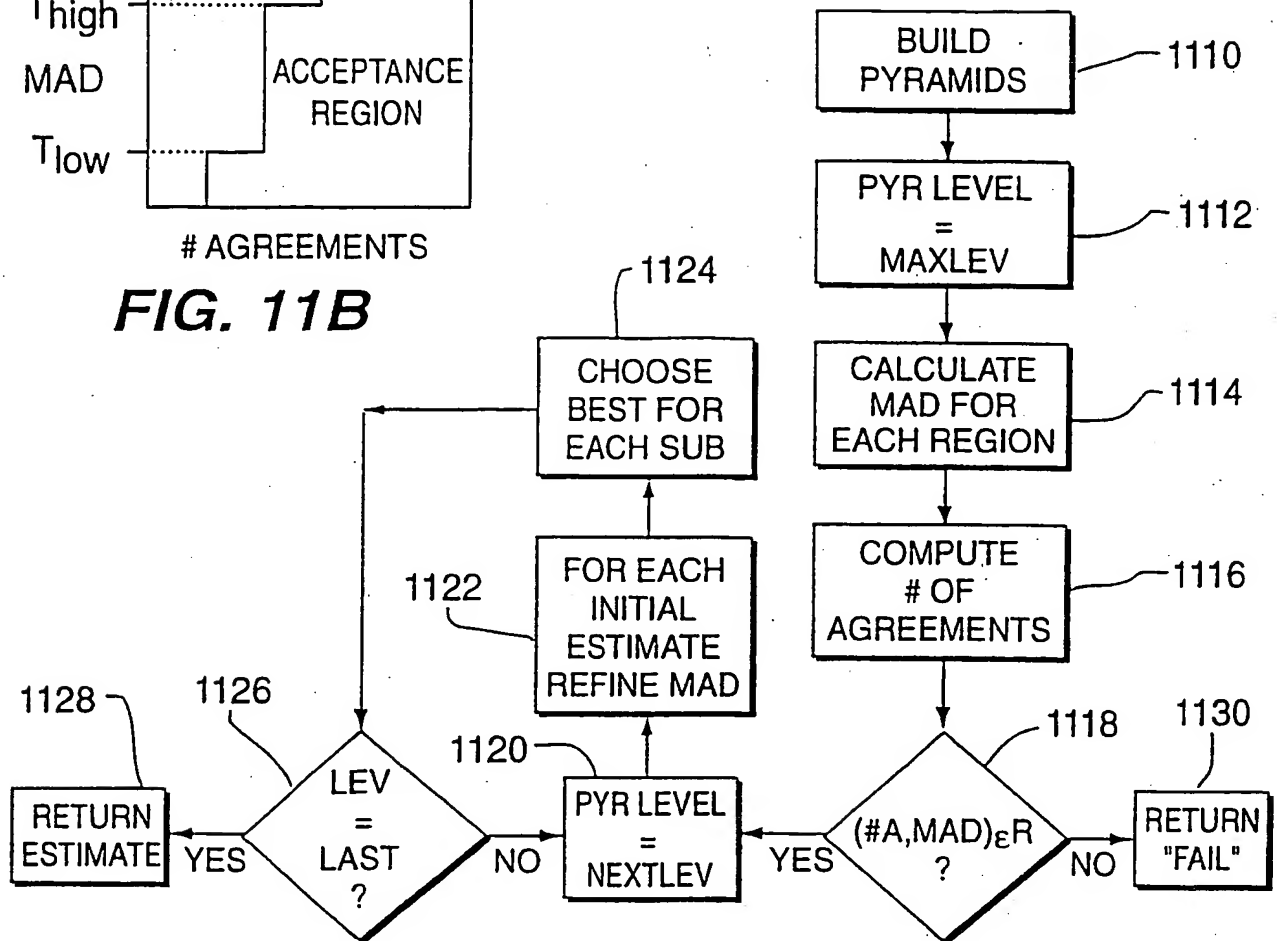 Thigh
MAD
Tlow
ACCEPTANCE
REGION
# AGREEMENTS
FIG. 11B
BUILD
PYRAMIDS
1110
PYR LEVEL
=
MAXLEV
1112
CALCULATE
MAD FOR
EACH REGION
1114
COMPUTE
# OF
AGREEMENTS
1116
(#A,MAD)εR
?
1118
YES
NO
RETURN
"FAIL"
1130
PYR LEVEL
=
NEXTLEV
1120
FOR EACH
INITIAL
ESTIMATE
REFINE MAD
1122
CHOOSE
BEST FOR
EACH SUB
1124
LEV
=
LAST
?
1126
NO
YES
RETURN
ESTIMATE
1128